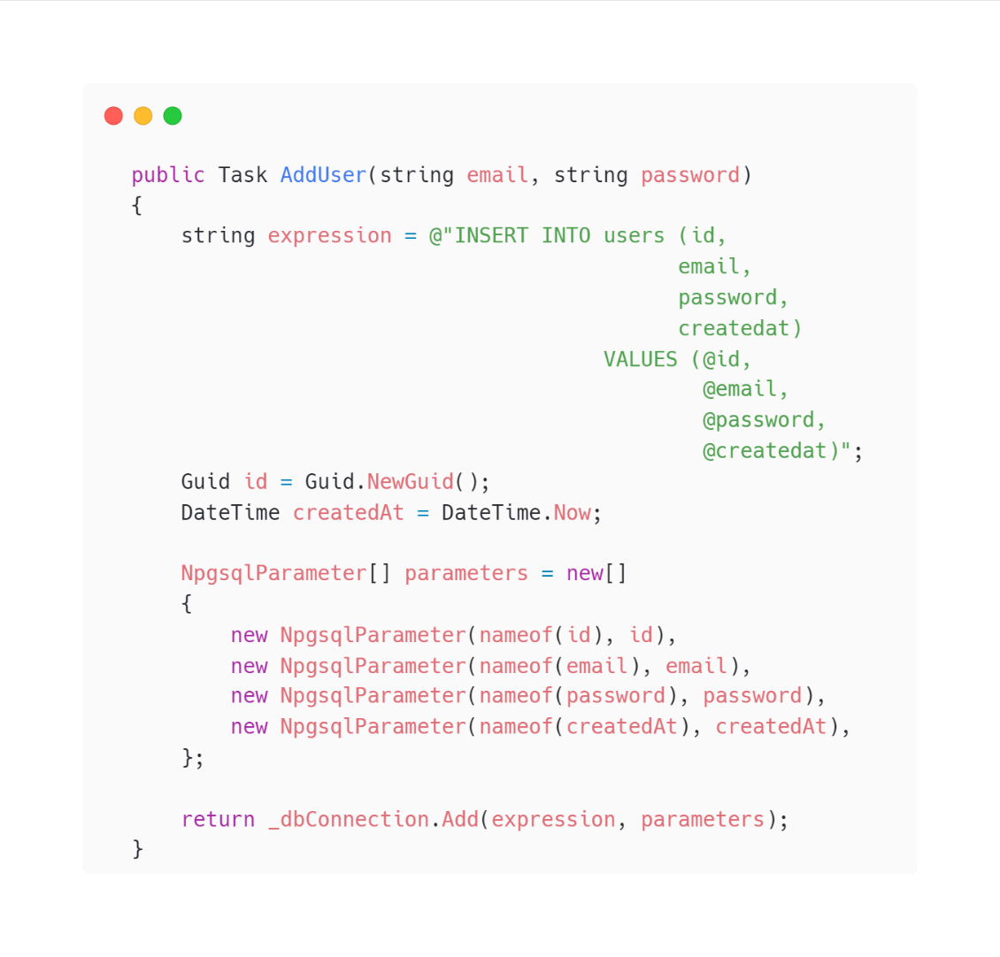 public Task AddUser(string email, string password)
{
    string expression = @"INSERT INTO users (id,
                                            email,
                                            password,
                                            createdat)
                                      VALUES (@id,
                                              @email,
                                              @password,
                                              @createdat)";
    Guid id = Guid.NewGuid();
    DateTime createdAt = DateTime.Now;

    NpgsqlParameter[] parameters = new[]
    {
        new NpgsqlParameter(nameof(id), id),
        new NpgsqlParameter(nameof(email), email),
        new NpgsqlParameter(nameof(password), password),
        new NpgsqlParameter(nameof(createdAt), createdAt),
    };

    return _dbConnection.Add(expression, parameters);
}